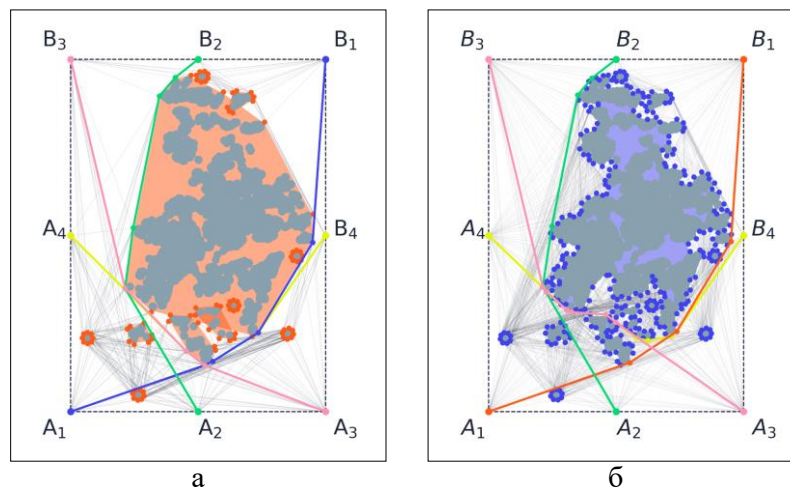 B₃ B₂ B₁ B₃ B₂ B₁
A₄ B₄ A₄ B₄
A₁ A₂ A₃ A₁ A₂ A₃
а б